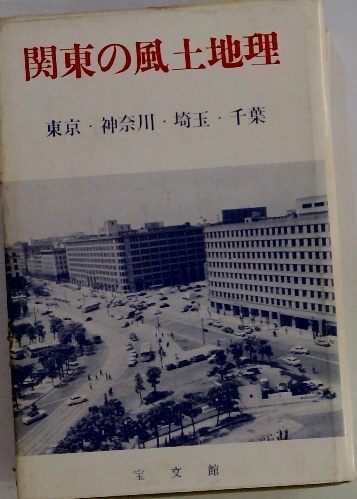 関東の風土地理
東京・神奈川・埼玉・千葉
宝文館